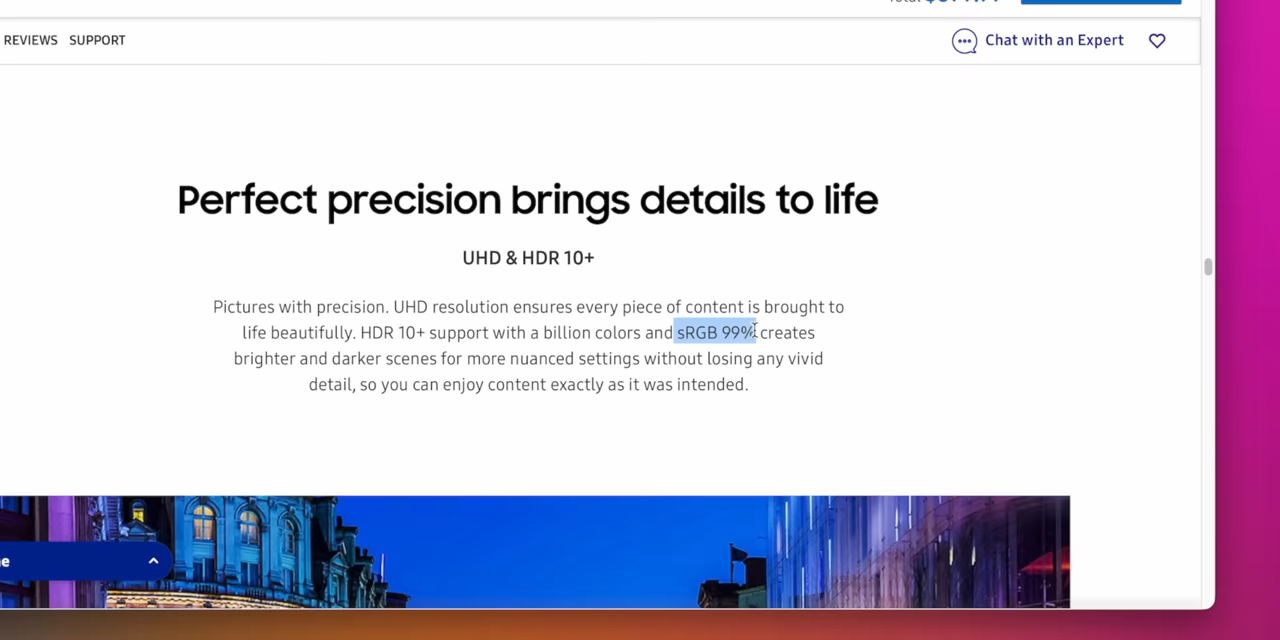 REVIEWS SUPPORT
Chat with an Expert
Perfect precision brings details to life
UHD & HDR 10+
Pictures with precision. UHD resolution ensures every piece of content is brought to
life beautifully. HDR 10+ support with a billion colors and sRGB 99% creates
brighter and darker scenes for more nuanced settings without losing any vivid
detail, so you can enjoy content exactly as it was intended.